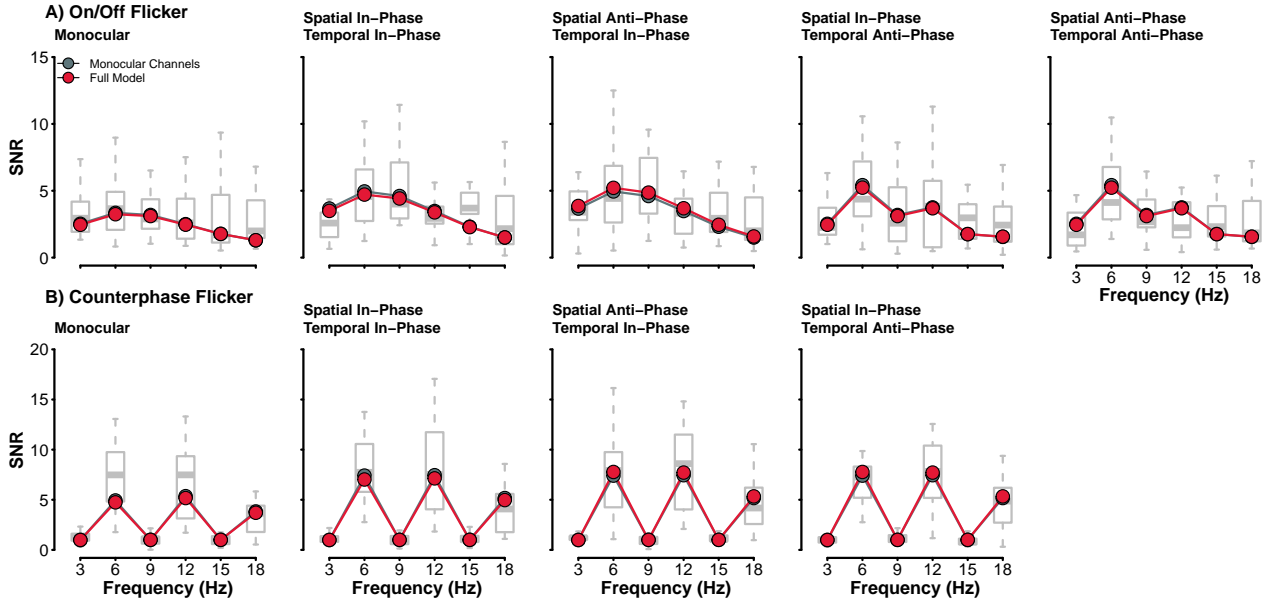 A) On/Off Flicker
Monocular
Spatial In−Phase
Temporal In−Phase
Spatial Anti−Phase
Temporal In−Phase
Spatial In−Phase
Temporal Anti−Phase
Spatial Anti−Phase
Temporal Anti−Phase
15
10
5
0
SNR
Monocular Channels
Full Model
3 6 9 12 15 18
Frequency (Hz)
B) Counterphase Flicker
Monocular
Spatial In−Phase
Temporal In−Phase
Spatial Anti−Phase
Temporal In−Phase
Spatial In−Phase
Temporal Anti−Phase
20
15
10
5
0
SNR
3 6 9 12 15 18
Frequency (Hz)
3 6 9 12 15 18
Frequency (Hz)
3 6 9 12 15 18
Frequency (Hz)
3 6 9 12 15 18
Frequency (Hz)